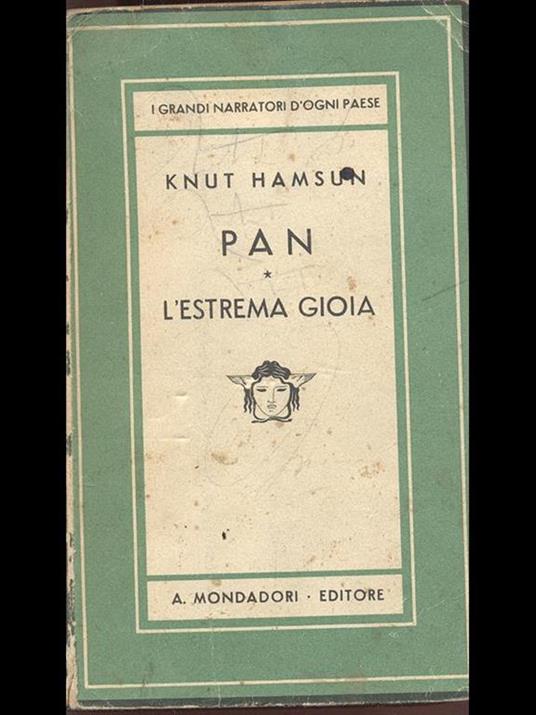 I GRANDI NARRATORI D'OGNI PAESE
KNUT HAMSUN
PAN
*
L'ESTREMA GIOIA
A. MONDADORI · EDITORE